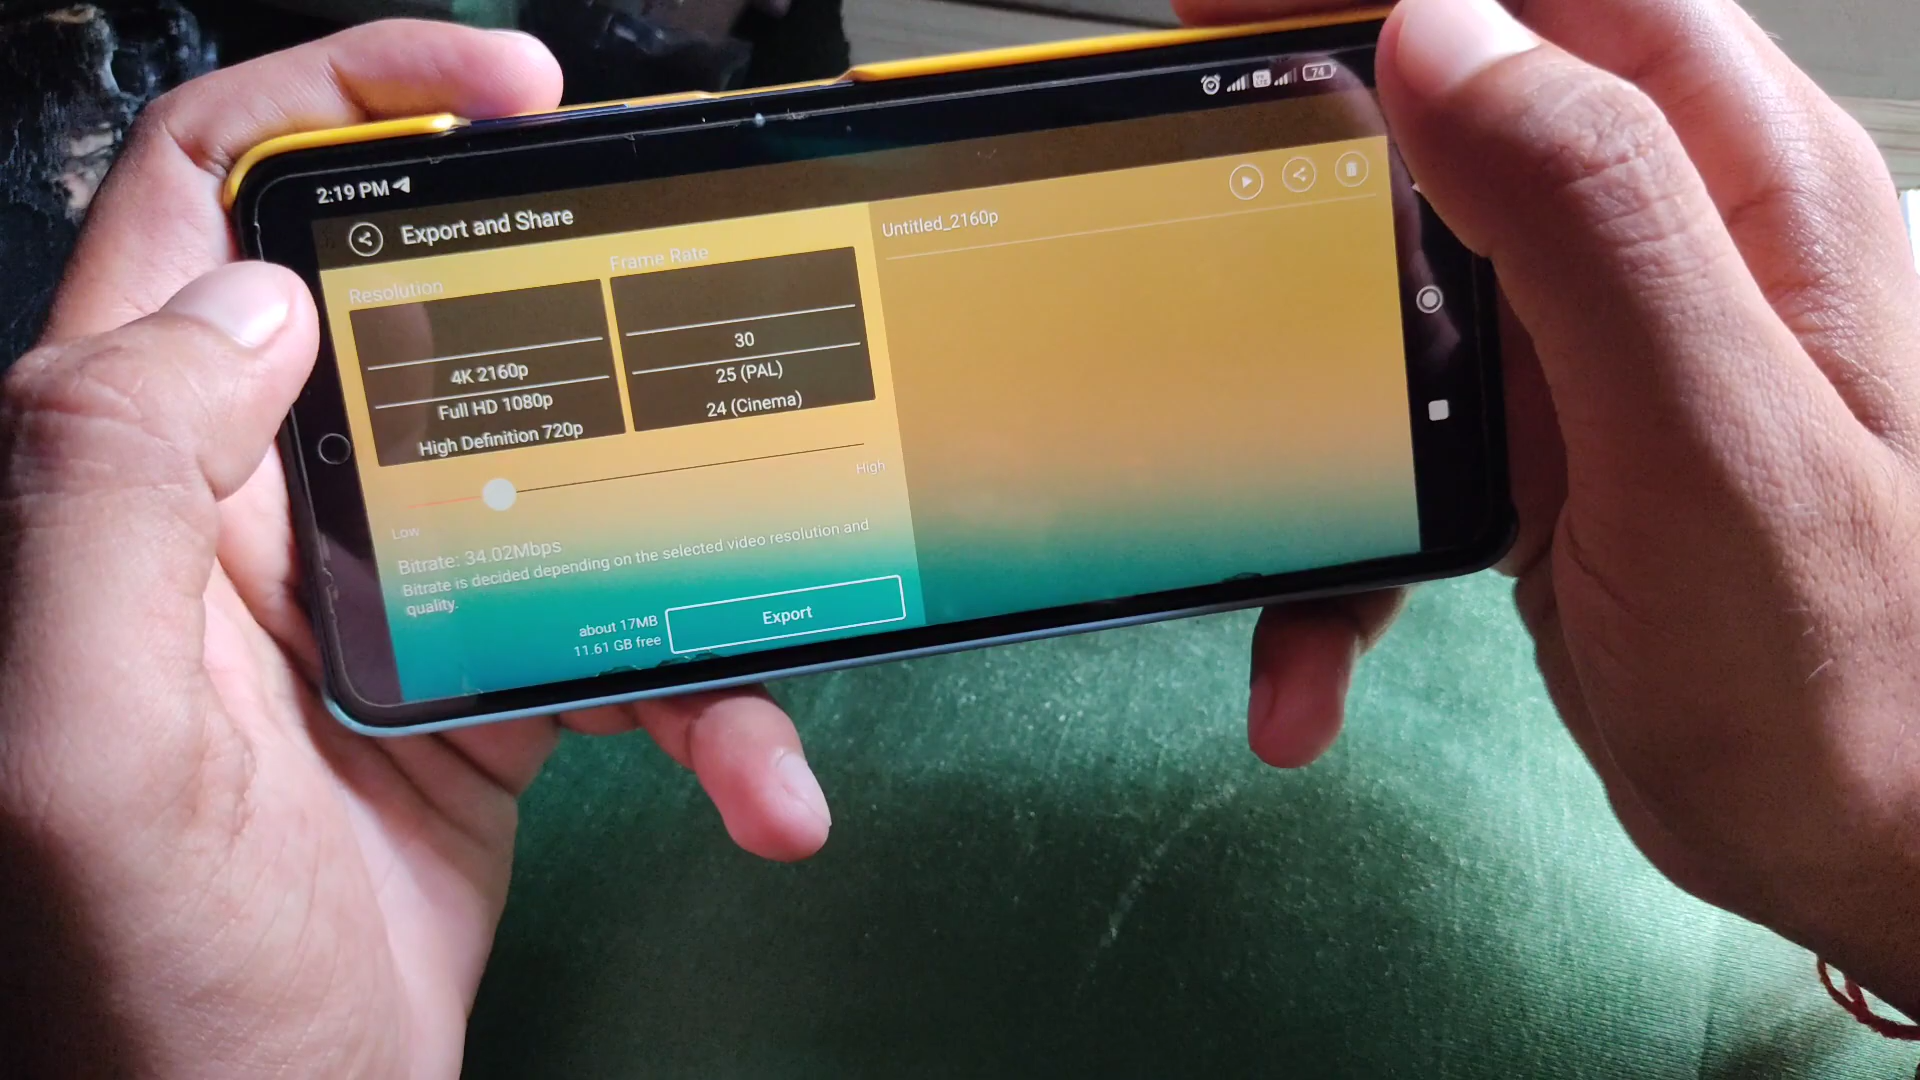 2:19 PM
74
Export and Share
Resolution
Frame Rate
4K 2160p
Full HD 1080p
High Definition 720p
30
25 (PAL)
24 (Cinema)
Low
High
Bitrate: 34.02Mbps
Bitrate is decided depending on the selected video resolution and
quality.
about 17MB
11.61 GB free
Export
Untitled_2160p